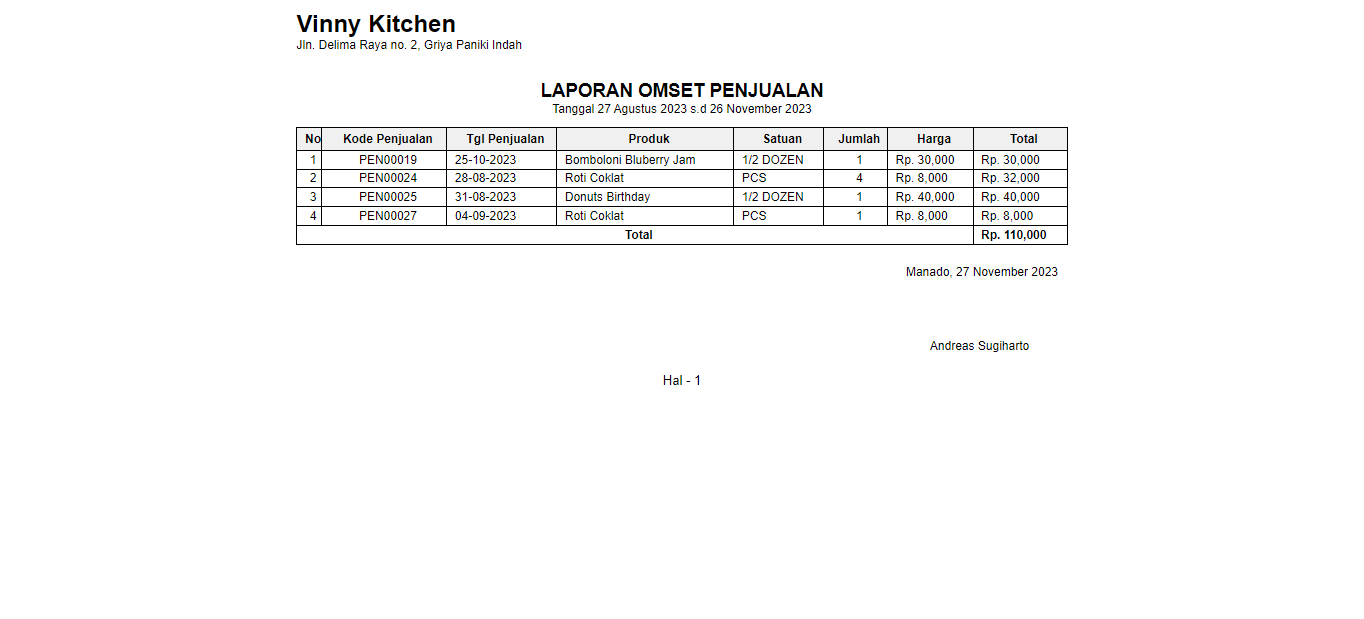 Vinny Kitchen
Jln. Delima Raya no. 2, Griya Paniki Indah
LAPORAN OMSET PENJUALAN
Tanggal 27 Agustus 2023 s.d 26 November 2023
No Kode Penjualan Tgl Penjualan Produk Satuan Jumlah Harga Total
1 PEN00019 25-10-2023 Bomboloni Bluberry Jam 1/2 DOZEN 1 Rp. 30,000 Rp. 30,000
2 PEN00024 28-08-2023 Roti Coklat PCS 4 Rp. 8,000 Rp. 32,000
3 PEN00025 31-08-2023 Donuts Birthday 1/2 DOZEN 1 Rp. 40,000 Rp. 40,000
4 PEN00027 04-09-2023 Roti Coklat PCS 1 Rp. 8,000 Rp. 8,000
Total Rp. 110,000
Manado, 27 November 2023
Andreas Sugiharto
Hal - 1